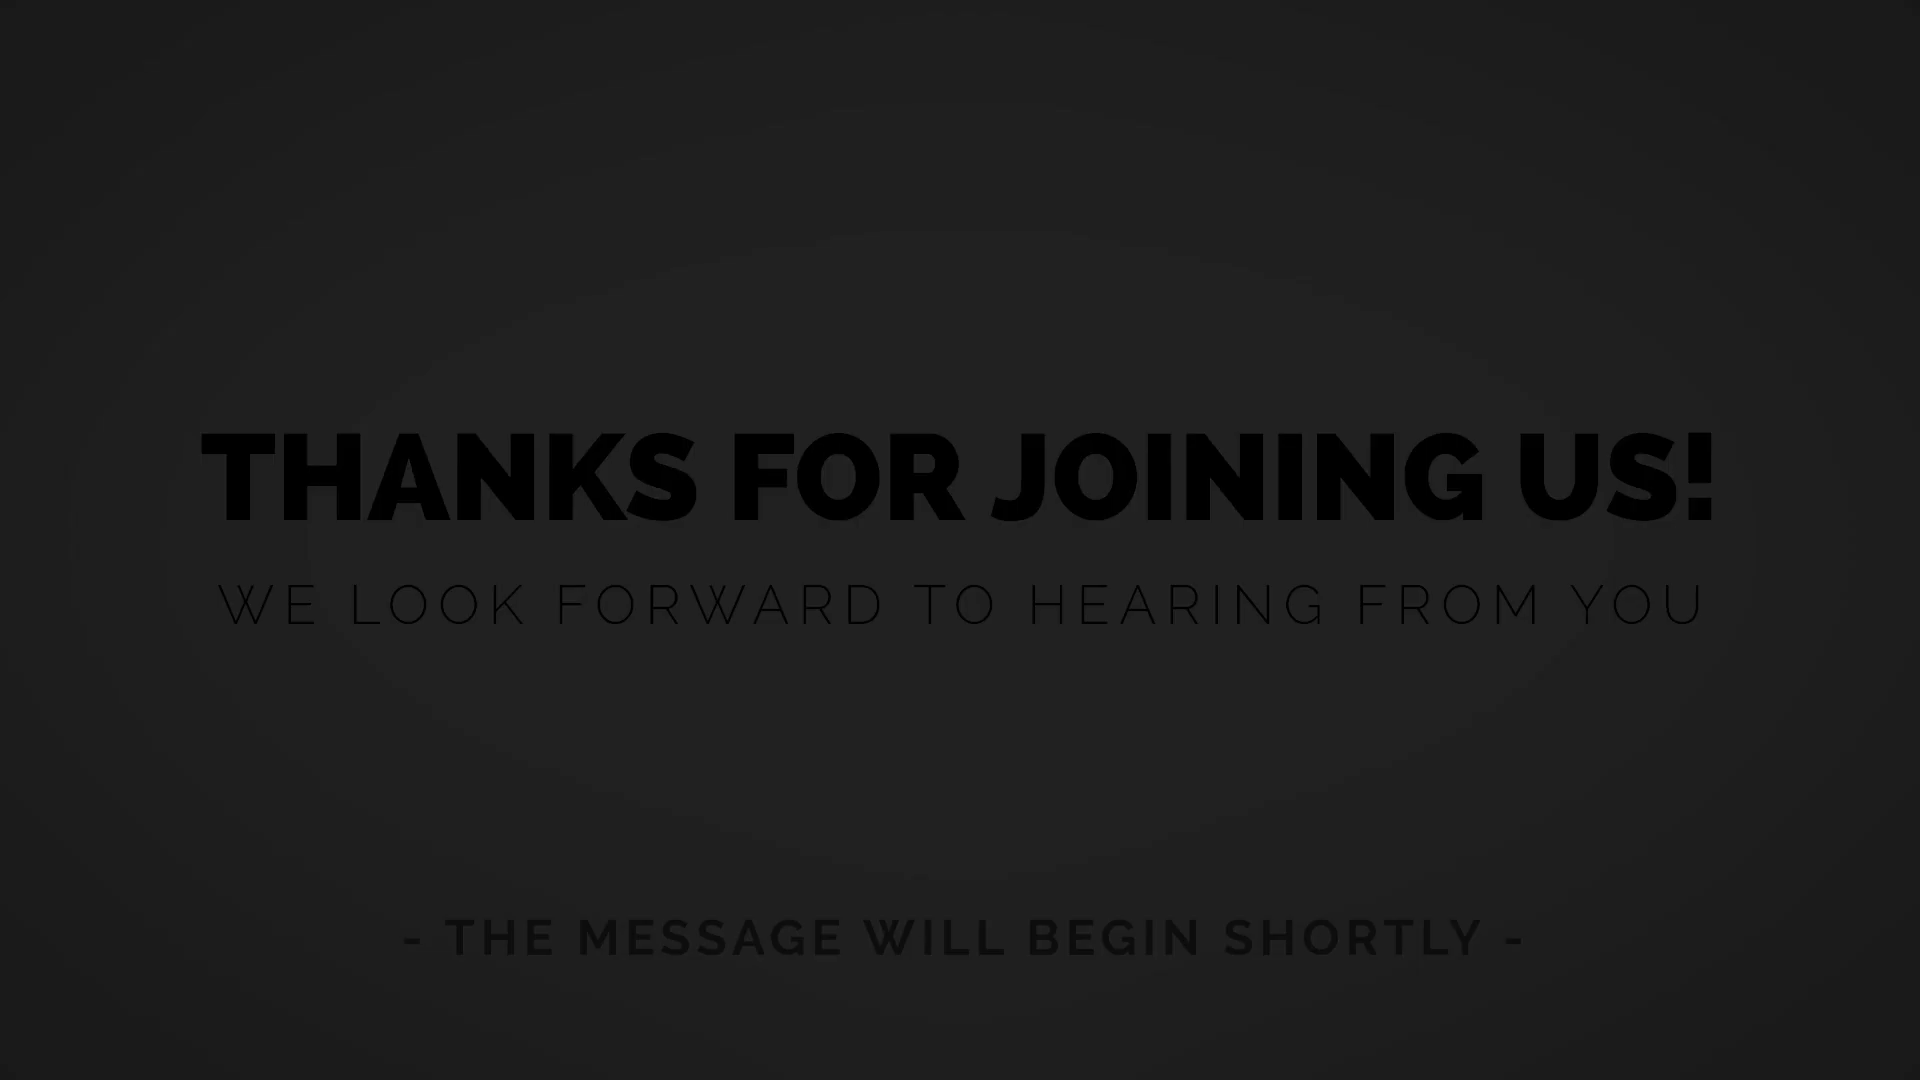 THANKS FOR JOINING US!
WE LOOK FORWARD TO HEARING FROM YOU
- THE MESSAGE WILL BEGIN SHORTLY -